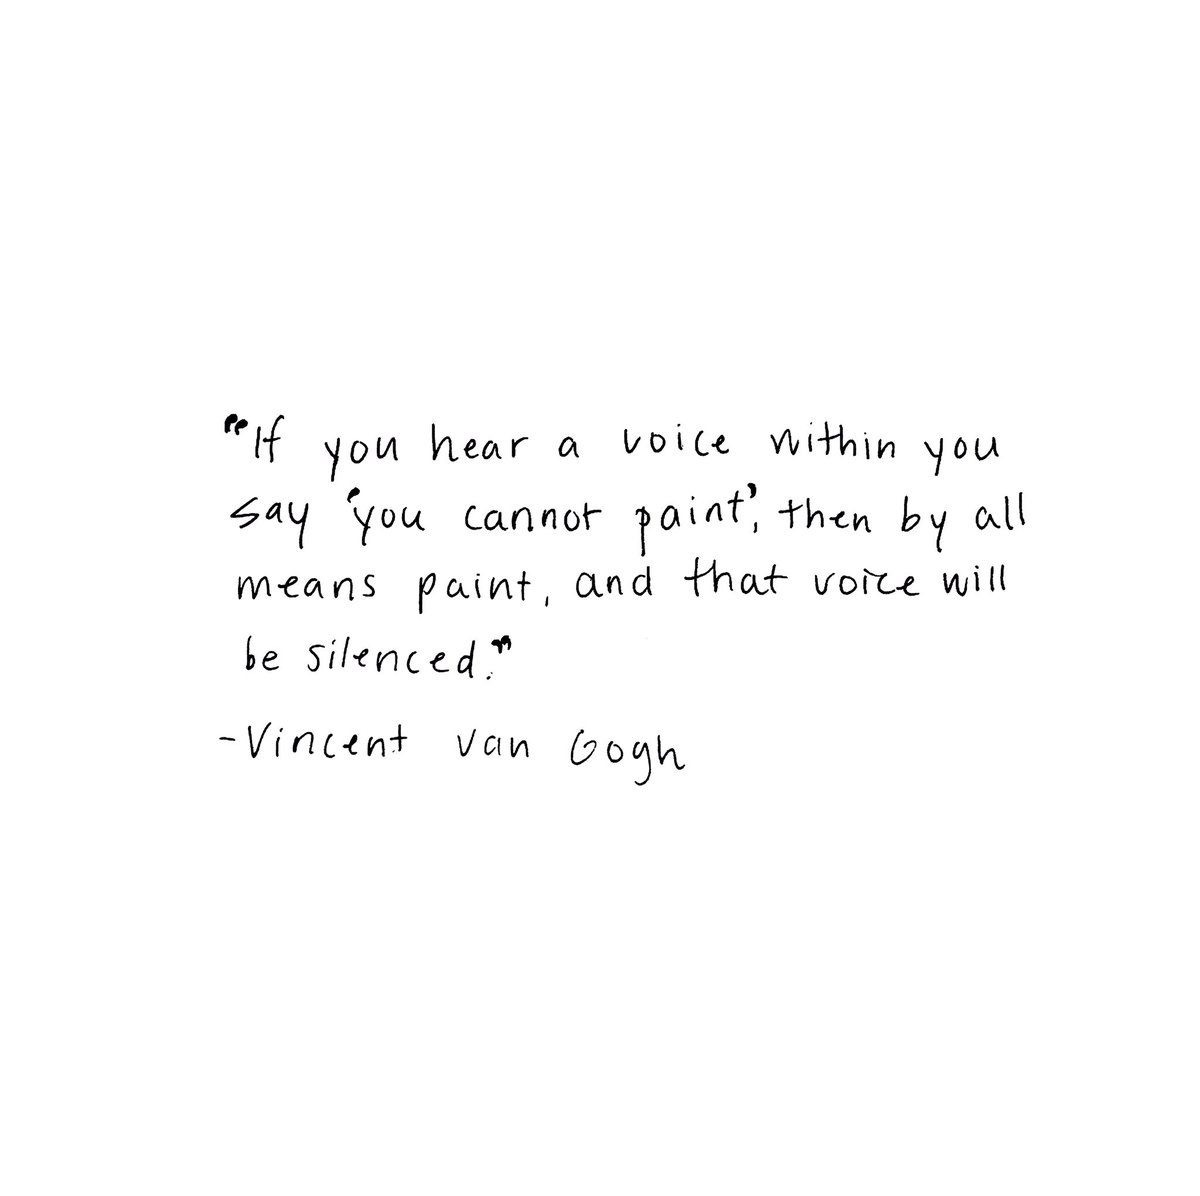 “If you hear a voice within you
say ‘you cannot paint’, then by all
means paint, and that voice will
be silenced.”
-Vincent van Gogh